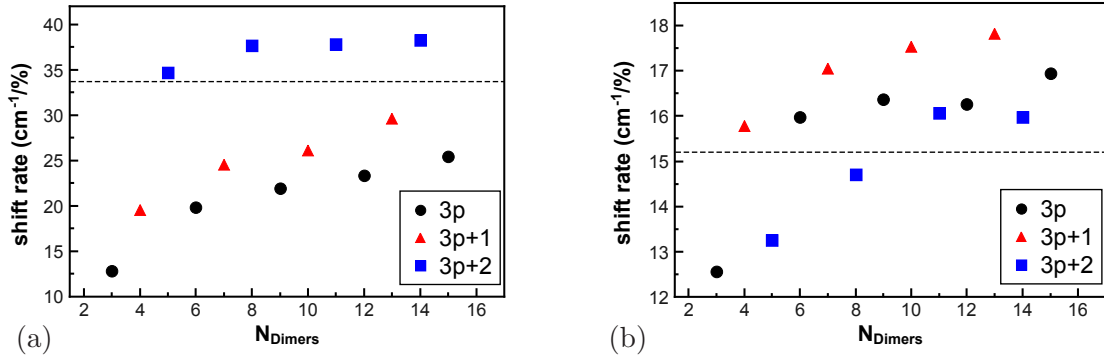 40
35
30
25
20
15
10
shift rate (cm⁻¹/%)
2 4 6 8 10 12 14 16
N_Dimers
3p
3p+1
3p+2
(a)
18
17
16
15
14
13
12
shift rate (cm⁻¹/%)
2 4 6 8 10 12 14 16
N_Dimers
3p
3p+1
3p+2
(b)